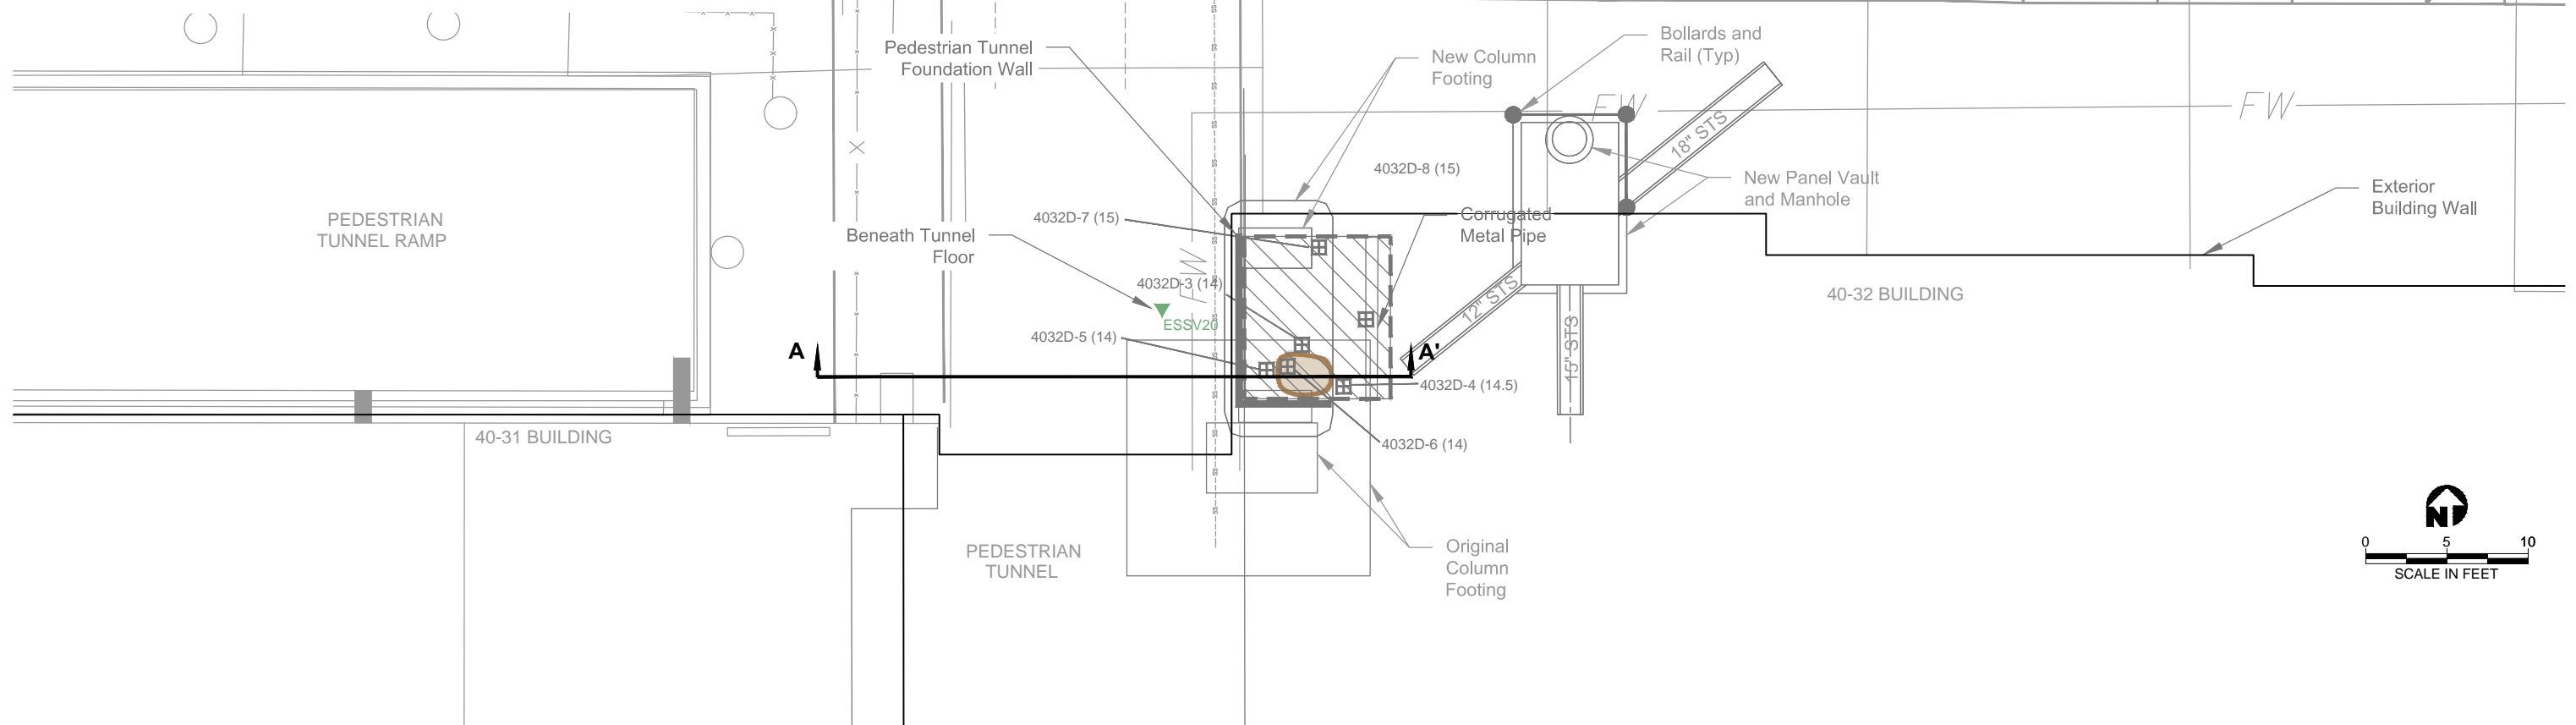 Pedestrian Tunnel
Foundation Wall
New Column
Footing
Bollards and
Rail (Typ)
FW
FW
18" STS
4032D-8 (15)
New Panel Vault
and Manhole
Exterior
Building Wall
PEDESTRIAN
TUNNEL RAMP
X
4032D-7 (15)
Corrugated
Metal Pipe
Beneath Tunnel
Floor
4032D-3 (14)
FW
ESSV20
12" STS
40-32 BUILDING
4032D-5 (14)
15" STS
A
A'
4032D-4 (14.5)
40-31 BUILDING
4032D-6 (14)
PEDESTRIAN
TUNNEL
Original
Column
Footing
N
0 5 10
SCALE IN FEET